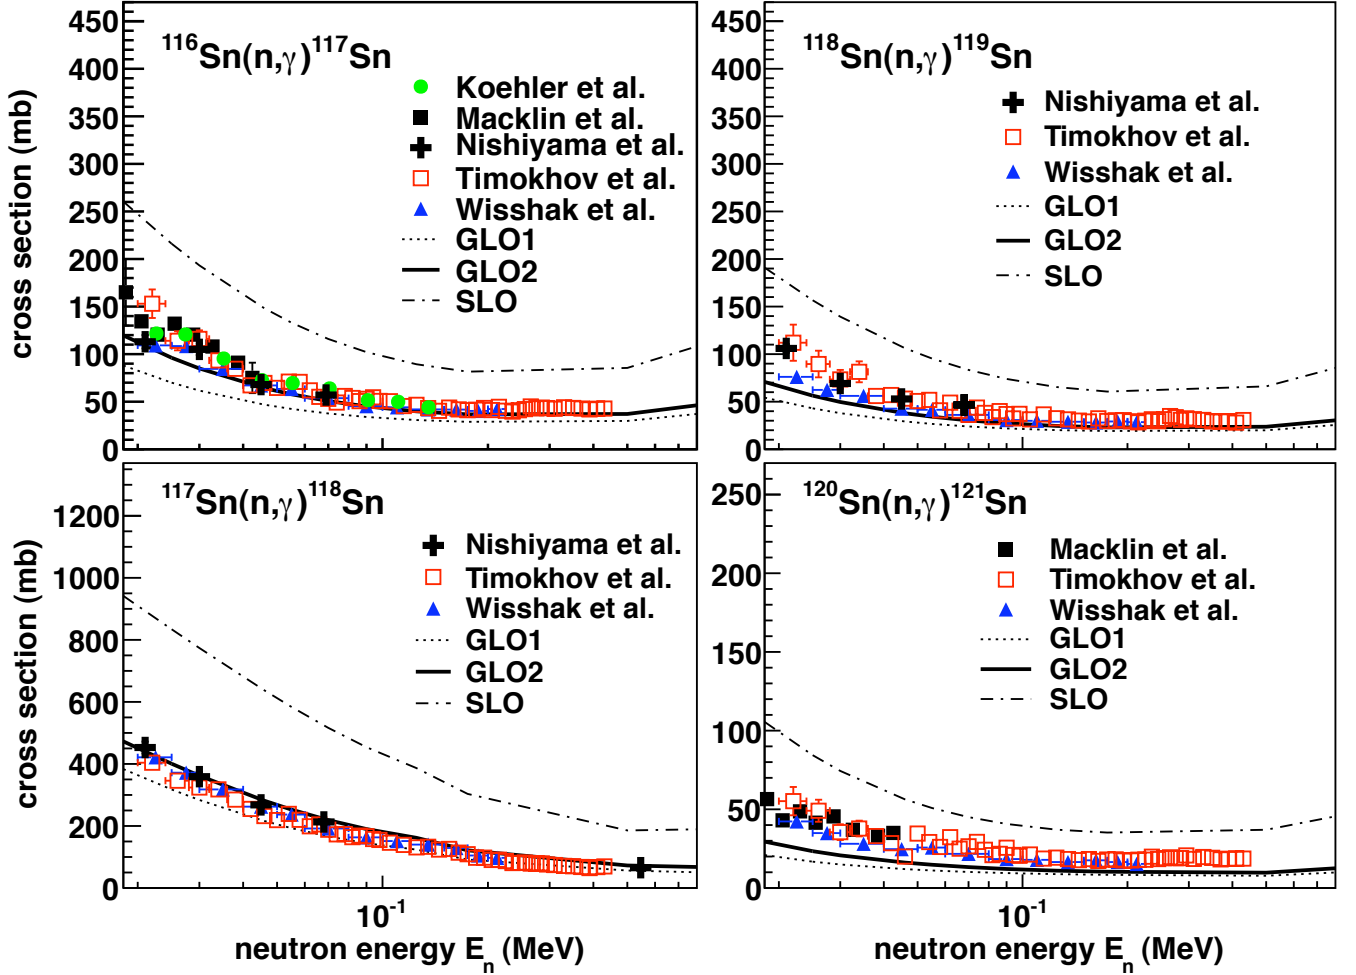 cross section (mb)
450
400
350
300
250
200
150
100
50
0
¹¹⁶Sn(n,γ)¹¹⁷Sn
Koehler et al.
Macklin et al.
Nishiyama et al.
Timokhov et al.
Wisshak et al.
GLO1
GLO2
SLO
450
400
350
300
250
200
150
100
50
0
¹¹⁸Sn(n,γ)¹¹⁹Sn
Nishiyama et al.
Timokhov et al.
Wisshak et al.
GLO1
GLO2
SLO
cross section (mb)
1200
1000
800
600
400
200
0
¹¹⁷Sn(n,γ)¹¹⁸Sn
Nishiyama et al.
Timokhov et al.
Wisshak et al.
GLO1
GLO2
SLO
10⁻¹
neutron energy Eₙ (MeV)
250
200
150
100
50
0
¹²⁰Sn(n,γ)¹²¹Sn
Macklin et al.
Timokhov et al.
Wisshak et al.
GLO1
GLO2
SLO
10⁻¹
neutron energy Eₙ (MeV)